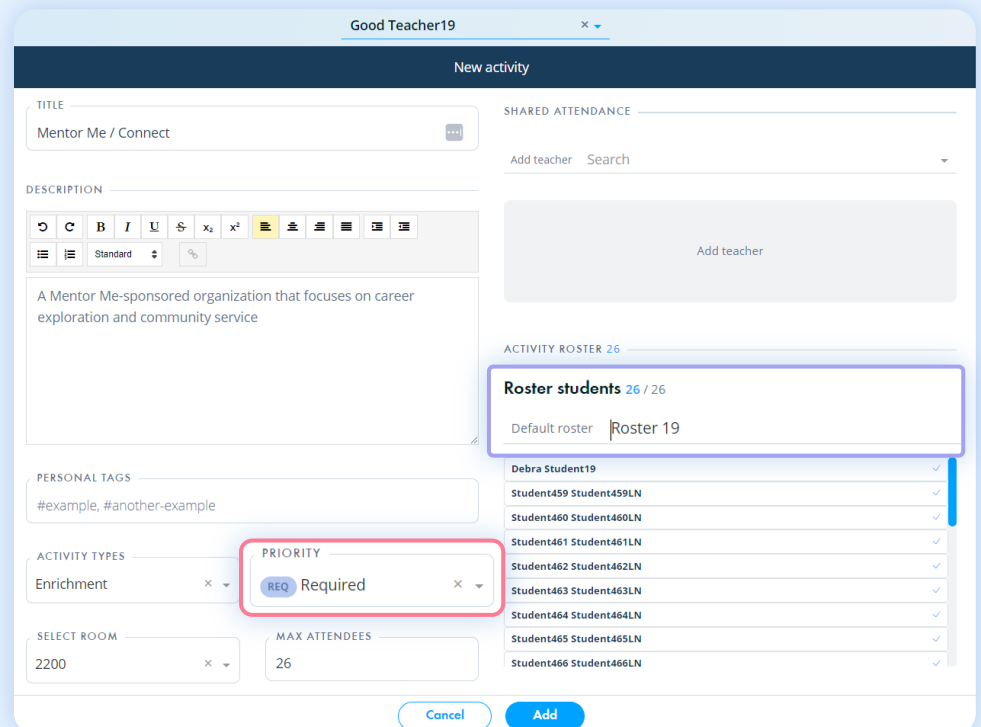 Good Teacher19
New activity
TITLE
Mentor Me / Connect
DESCRIPTION
B I U S x₂ x²
Standard
A Mentor Me-sponsored organization that focuses on career
exploration and community service
PERSONAL TAGS
#example, #another-example
ACTIVITY TYPES
Enrichment
PRIORITY
REQ Required
SELECT ROOM
2200
MAX ATTENDEES
26
SHARED ATTENDANCE
Add teacher Search
Add teacher
ACTIVITY ROSTER 26
Roster students 26 / 26
Default roster Roster 19
Debra Student19
Student459 Student459LN
Student460 Student460LN
Student461 Student461LN
Student462 Student462LN
Student463 Student463LN
Student464 Student464LN
Student465 Student465LN
Student466 Student466LN
Cancel Add